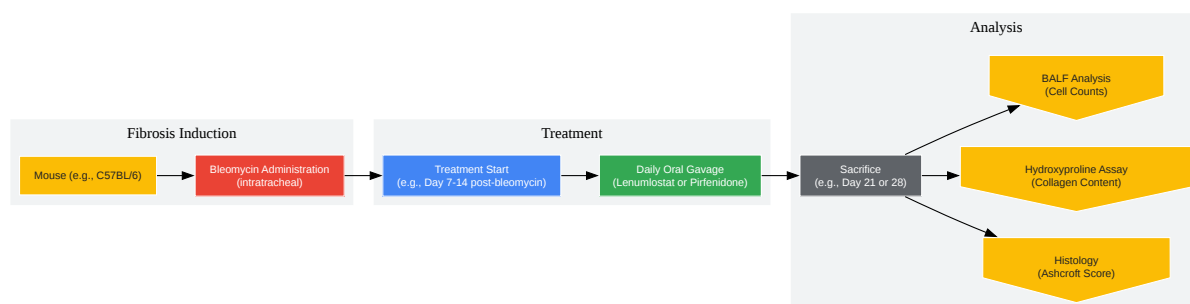 Analysis
BALF Analysis
(Cell Counts)
Fibrosis Induction
Treatment
Mouse (e.g., C57BL/6)
Bleomycin Administration
(intratracheal)
Treatment Start
(e.g., Day 7-14 post-bleomycin)
Daily Oral Gavage
(Lenumlostat or Pirfenidone)
Sacrifice
(e.g., Day 21 or 28)
Hydroxyproline Assay
(Collagen Content)
Histology
(Ashcroft Score)